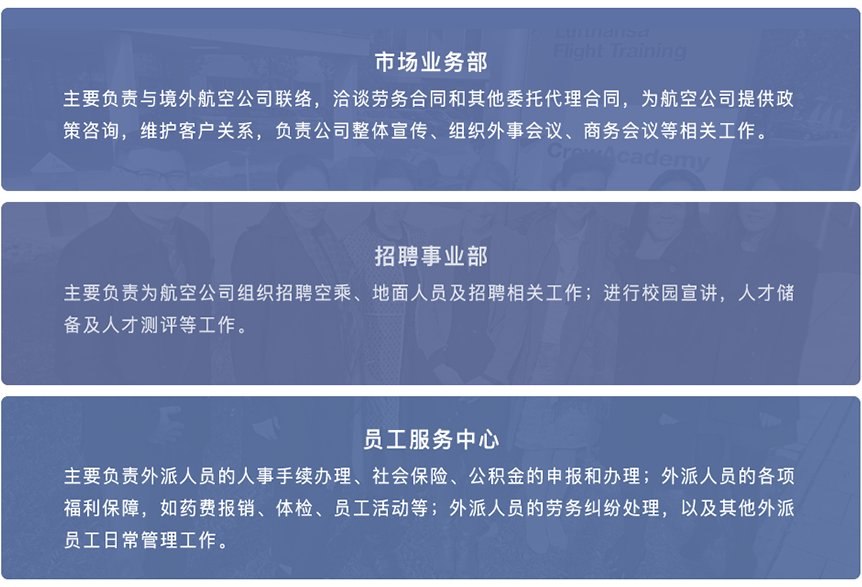 Lufthansa
Flight Training
市场业务部
主要负责与境外航空公司联络，洽谈劳务合同和其他委托代理合同，为航空公司提供政
策咨询，维护客户关系，负责公司整体宣传、组织外事会议、商务会议等相关工作。
CrewAcademy
招聘事业部
主要负责为航空公司组织招聘空乘、地面人员及招聘相关工作；进行校园宣讲，人才储
备及人才测评等工作。
员工服务中心
主要负责外派人员的人事手续办理、社会保险、公积金的申报和办理；外派人员的各项
福利保障，如药费报销、体检、员工活动等；外派人员的劳务纠纷处理，以及其他外派
员工日常管理工作。